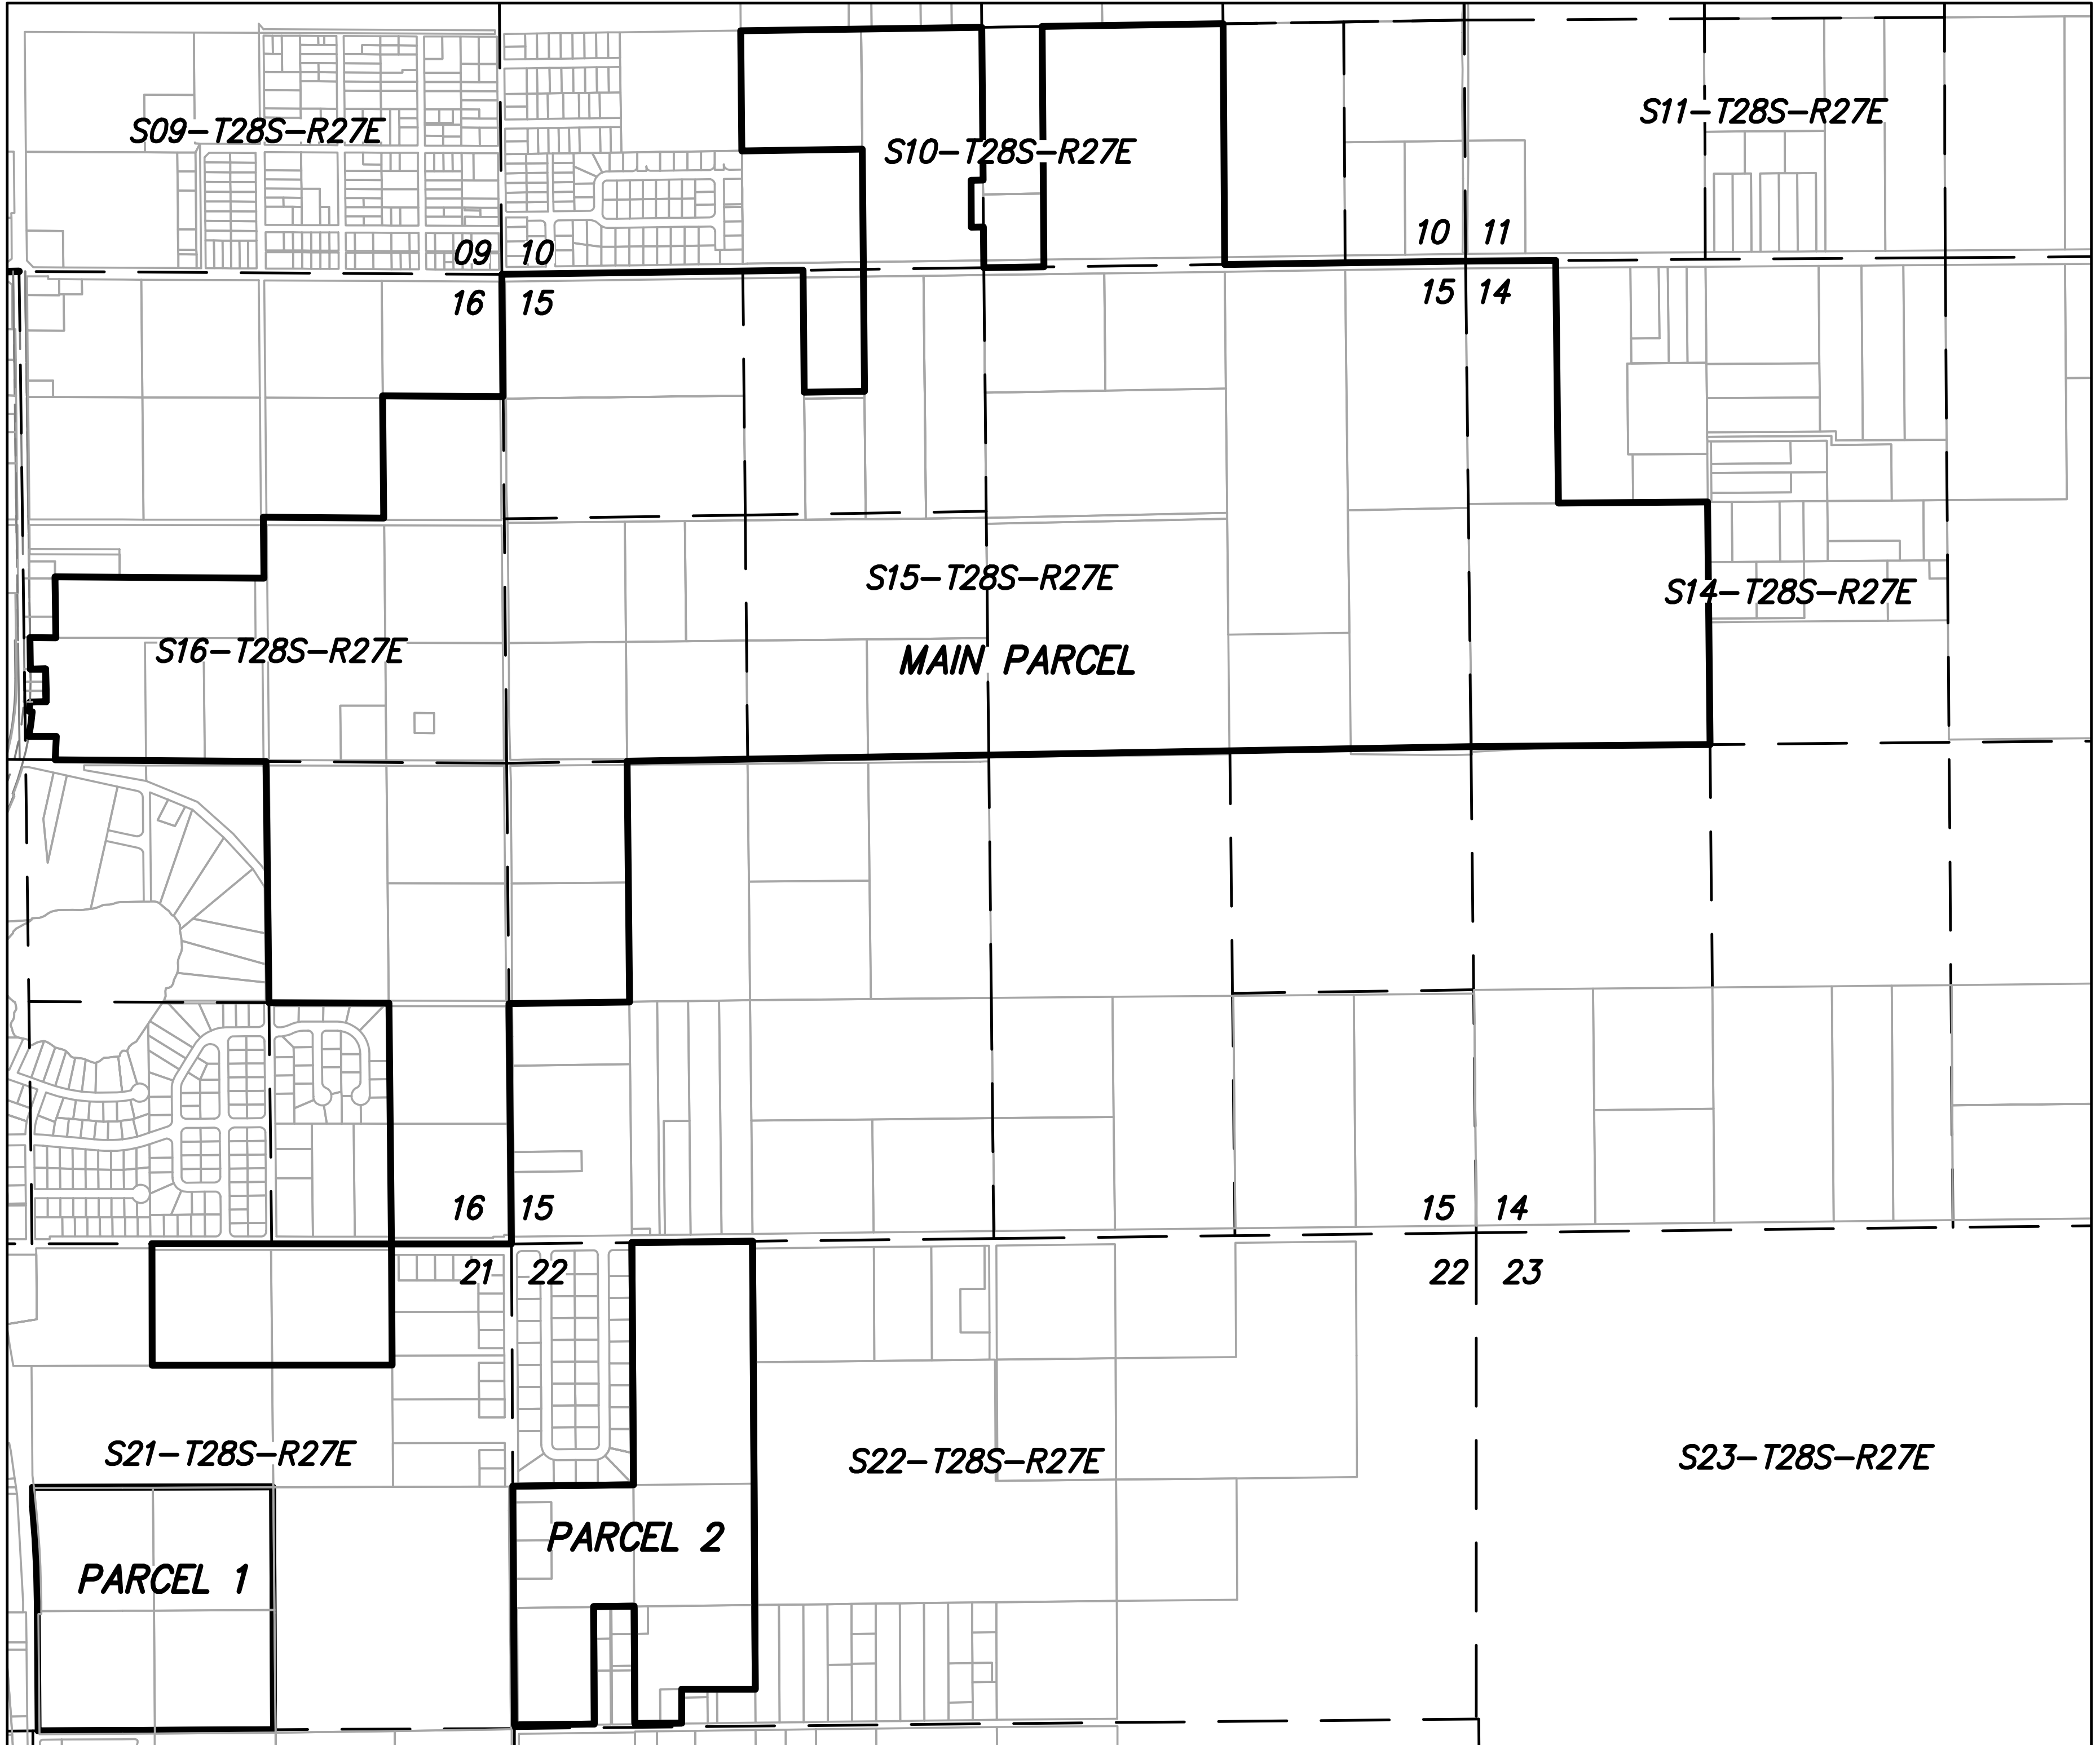 S11-T28S-R27E
S09-T28S-R27E
S10-T28S-R27E
10 11
09 10
15 14
16 15
S15-T28S-R27E
S14-T28S-R27E
S16-T28S-R27E
MAIN PARCEL
16 15
15 14
21 22
22 23
S21-T28S-R27E
S22-T28S-R27E
S23-T28S-R27E
PARCEL 2
PARCEL 1